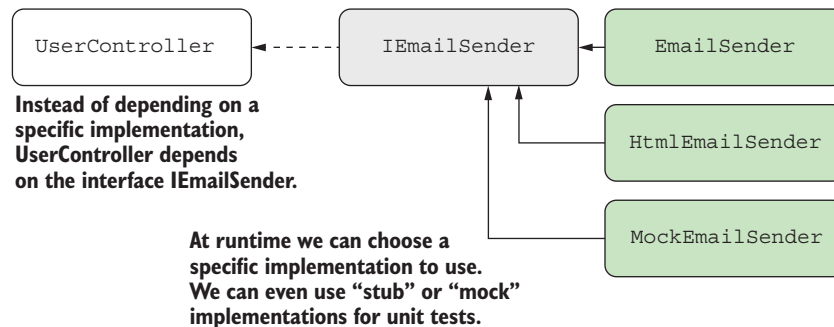 UserController
IEmailSender
EmailSender
Instead of depending on a
specific implementation,
UserController depends
on the interface IEmailSender.
HtmlEmailSender
MockEmailSender
At runtime we can choose a
specific implementation to use.
We can even use “stub” or “mock”
implementations for unit tests.